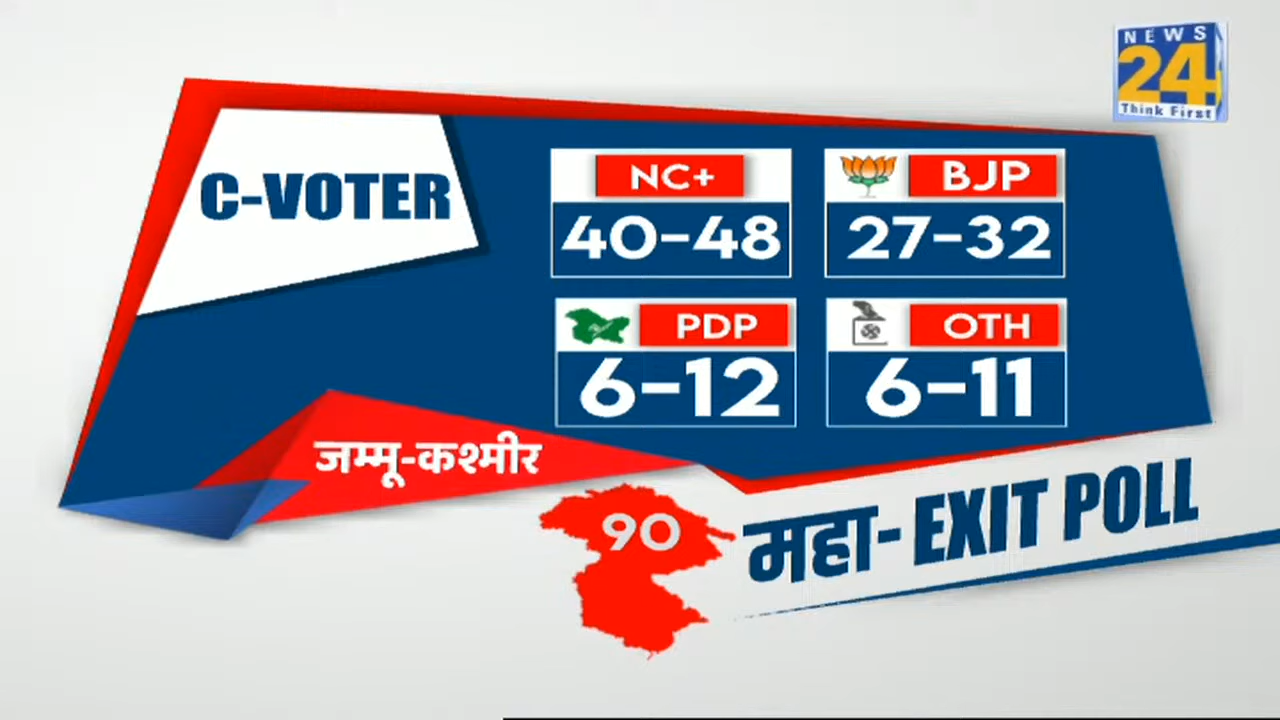 NEWS
24
Think First
C-VOTER
NC+
40-48
BJP
27-32
PDP
6-12
OTH
6-11
जम्मू-कश्मीर
90
महा- EXIT POLL